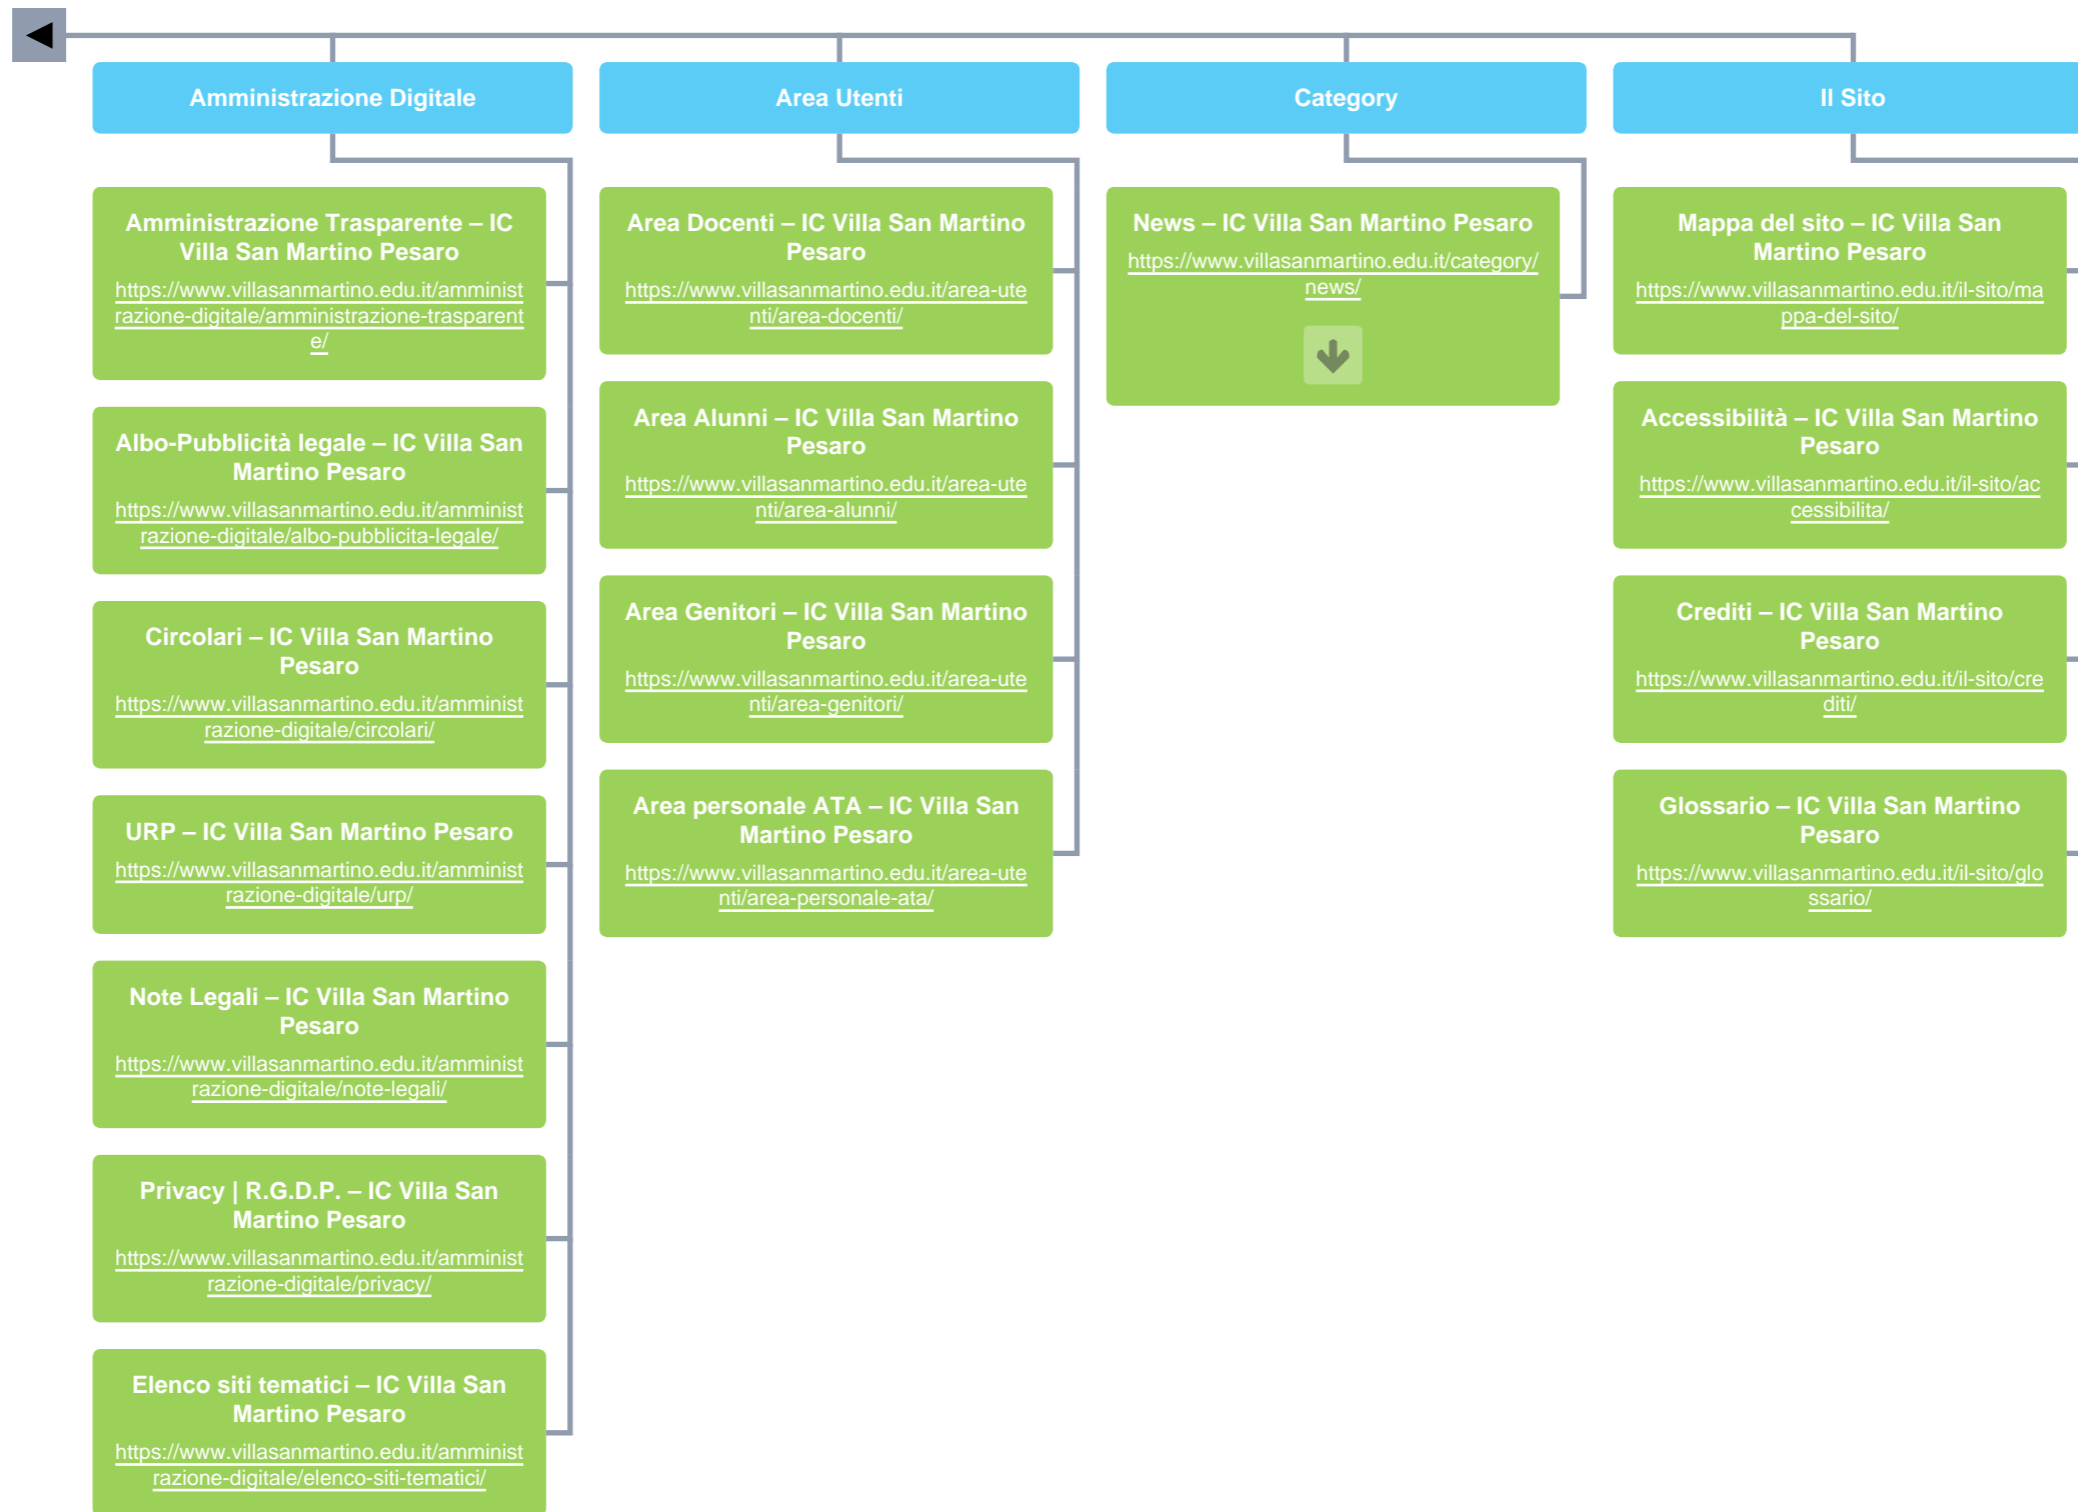 Amministrazione Digitale
Amministrazione Trasparente – IC
Villa San Martino Pesaro
https://www.villasanmartino.edu.it/amminist
razione-digitale/amministrazione-trasparent
e/
Albo-Pubblicità legale – IC Villa San
Martino Pesaro
https://www.villasanmartino.edu.it/amminist
razione-digitale/albo-pubblicita-legale/
Circolari – IC Villa San Martino
Pesaro
https://www.villasanmartino.edu.it/amminist
razione-digitale/circolari/
URP – IC Villa San Martino Pesaro
https://www.villasanmartino.edu.it/amminist
razione-digitale/urp/
Note Legali – IC Villa San Martino
Pesaro
https://www.villasanmartino.edu.it/amminist
razione-digitale/note-legali/
Privacy | R.G.D.P. – IC Villa San
Martino Pesaro
https://www.villasanmartino.edu.it/amminist
razione-digitale/privacy/
Elenco siti tematici – IC Villa San
Martino Pesaro
https://www.villasanmartino.edu.it/amminist
razione-digitale/elenco-siti-tematici/
Area Utenti
Area Docenti – IC Villa San Martino
Pesaro
https://www.villasanmartino.edu.it/area-ute
nti/area-docenti/
Area Alunni – IC Villa San Martino
Pesaro
https://www.villasanmartino.edu.it/area-ute
nti/area-alunni/
Area Genitori – IC Villa San Martino
Pesaro
https://www.villasanmartino.edu.it/area-ute
nti/area-genitori/
Area personale ATA – IC Villa San
Martino Pesaro
https://www.villasanmartino.edu.it/area-ute
nti/area-personale-ata/
Category
News – IC Villa San Martino Pesaro
https://www.villasanmartino.edu.it/category/
news/
Il Sito
Mappa del sito – IC Villa San
Martino Pesaro
https://www.villasanmartino.edu.it/il-sito/ma
ppa-del-sito/
Accessibilità – IC Villa San Martino
Pesaro
https://www.villasanmartino.edu.it/il-sito/ac
cessibilita/
Crediti – IC Villa San Martino
Pesaro
https://www.villasanmartino.edu.it/il-sito/cre
diti/
Glossario – IC Villa San Martino
Pesaro
https://www.villasanmartino.edu.it/il-sito/glo
ssario/